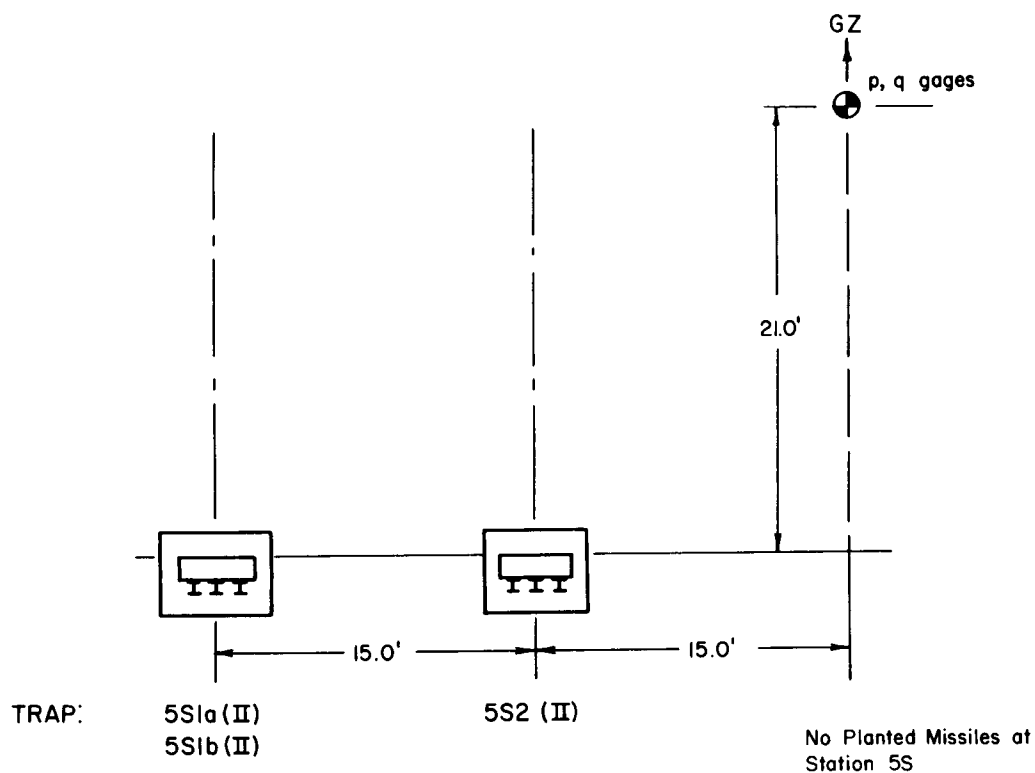 GZ
p, q gages
21.0'
15.0'
15.0'
TRAP:
5S1a (II)
5S2 (II)
5S1b (II)
No Planted Missiles at
Station 5S